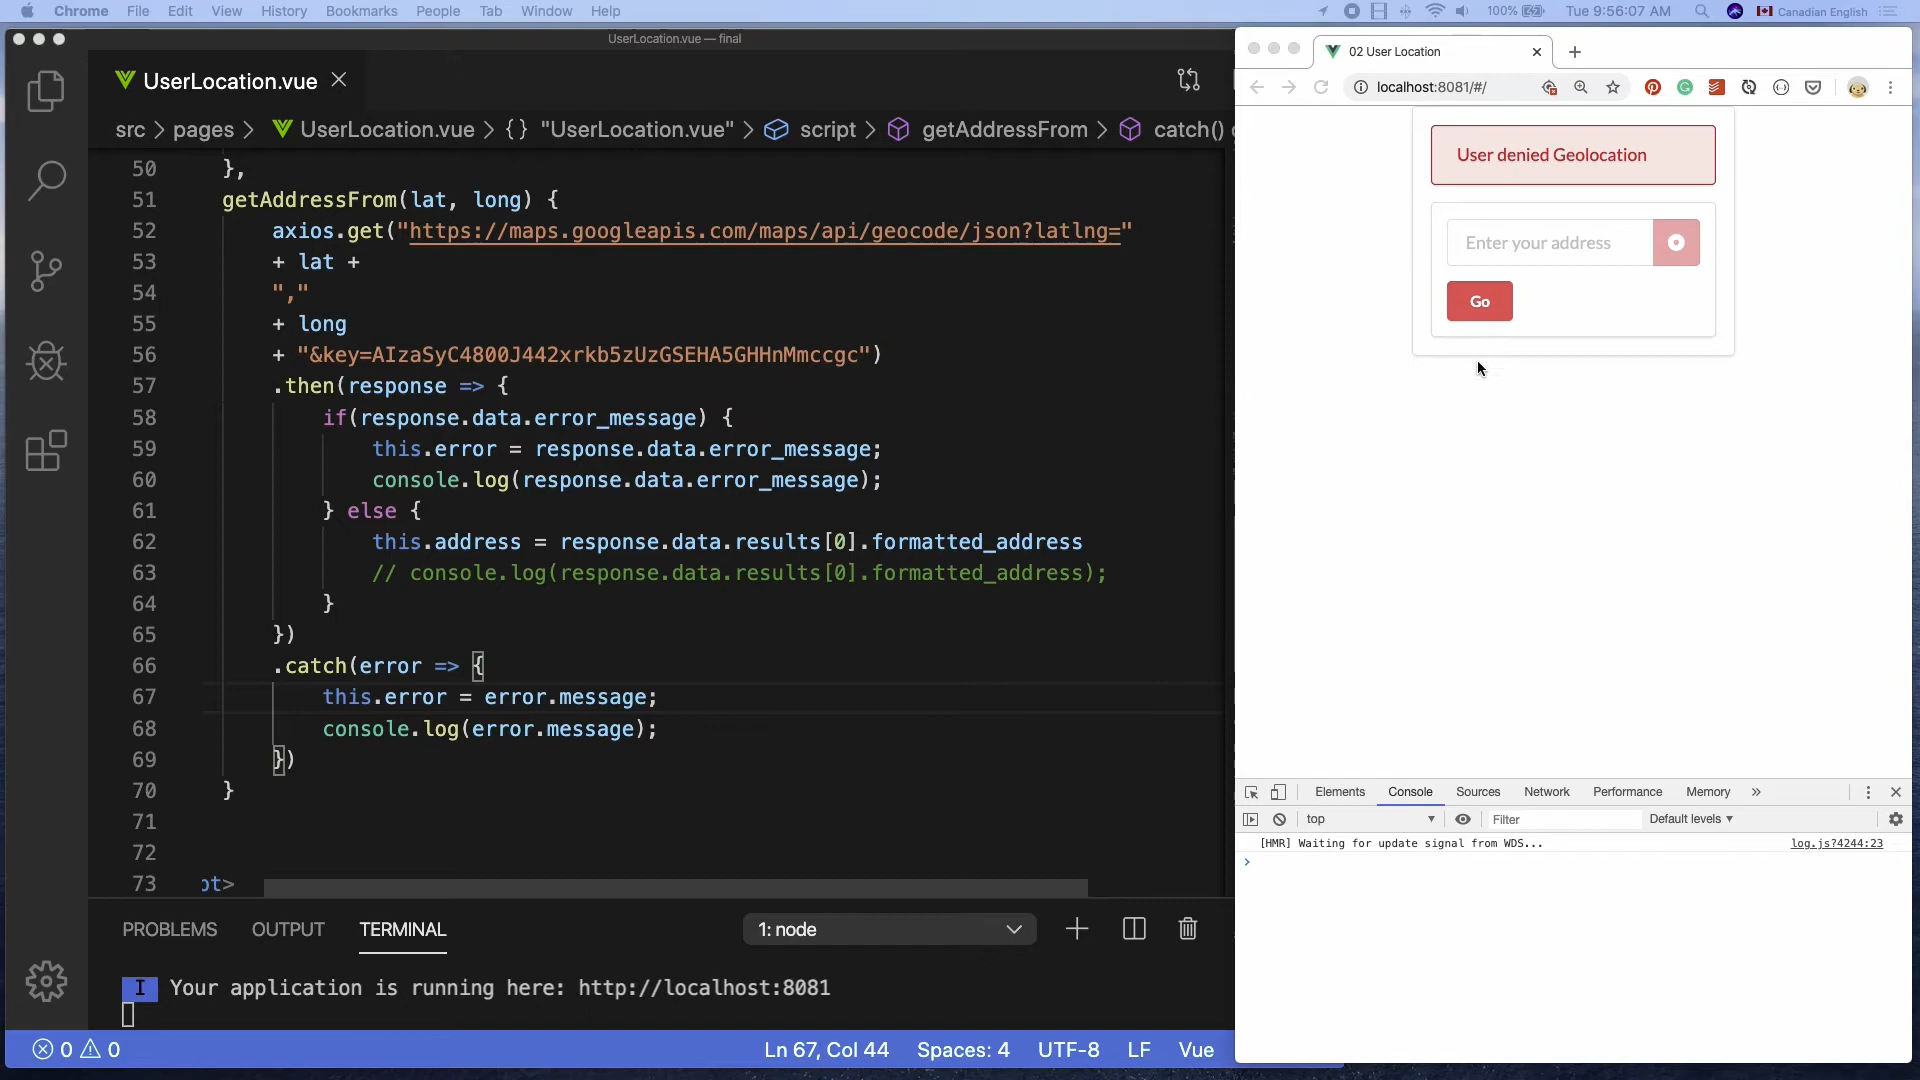 Chrome File Edit View History Bookmarks People Tab Window Help
100% Tue 9:56:07 AM Canadian English
UserLocation.vue — final
UserLocation.vue
src > pages > UserLocation.vue > {} "UserLocation.vue" > script > getAddressFrom > catch()
50 },
51 getAddressFrom(lat, long) {
52 axios.get("https://maps.googleapis.com/maps/api/geocode/json?latlng="
53 + lat +
54 ","
55 + long
56 + "&key=AIzaSyC4800J442xrkb5zUzGSEHA5GHHnMmccgc")
57 .then(response => {
58 if(response.data.error_message) {
59 this.error = response.data.error_message;
60 console.log(response.data.error_message);
61 } else {
62 this.address = response.data.results[0].formatted_address
63 // console.log(response.data.results[0].formatted_address);
64 }
65 })
66 .catch(error => {
67 this.error = error.message;
68 console.log(error.message);
69 })
70 }
71
72
73 pt>
PROBLEMS OUTPUT TERMINAL 1: node
I Your application is running here: http://localhost:8081
0 0 Ln 67, Col 44 Spaces: 4 UTF-8 LF Vue
02 User Location
localhost:8081/#/
User denied Geolocation
Enter your address
Go
Elements Console Sources Network Performance Memory »
top Filter Default levels
[HMR] Waiting for update signal from WDS... log.js?4244:23
>